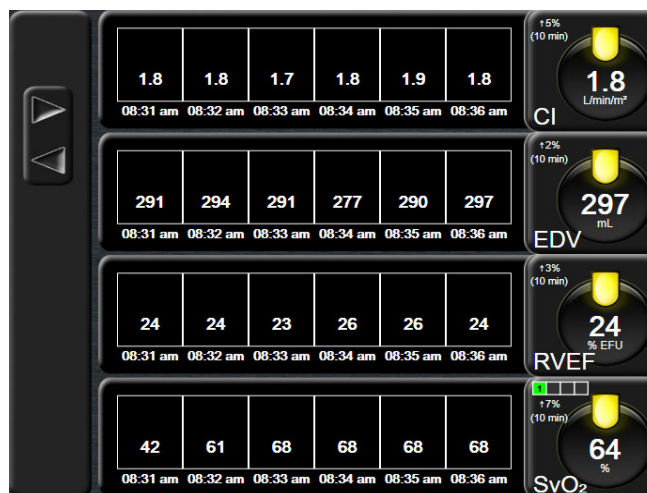 ↑5%
(10 min)
1.8 1.8 1.7 1.8 1.9 1.8
1.8
L/min/m²
08:31 am 08:32 am 08:33 am 08:34 am 08:35 am 08:36 am
CI
↑2%
(10 min)
291 294 291 277 290 297
297
mL
08:31 am 08:32 am 08:33 am 08:34 am 08:35 am 08:36 am
EDV
↑3%
(10 min)
24 24 23 26 26 24
24
% EFU
08:31 am 08:32 am 08:33 am 08:34 am 08:35 am 08:36 am
RVEF
1
↑7%
(10 min)
42 61 68 68 68 68
64
%
08:31 am 08:32 am 08:33 am 08:34 am 08:35 am 08:36 am
SvO₂